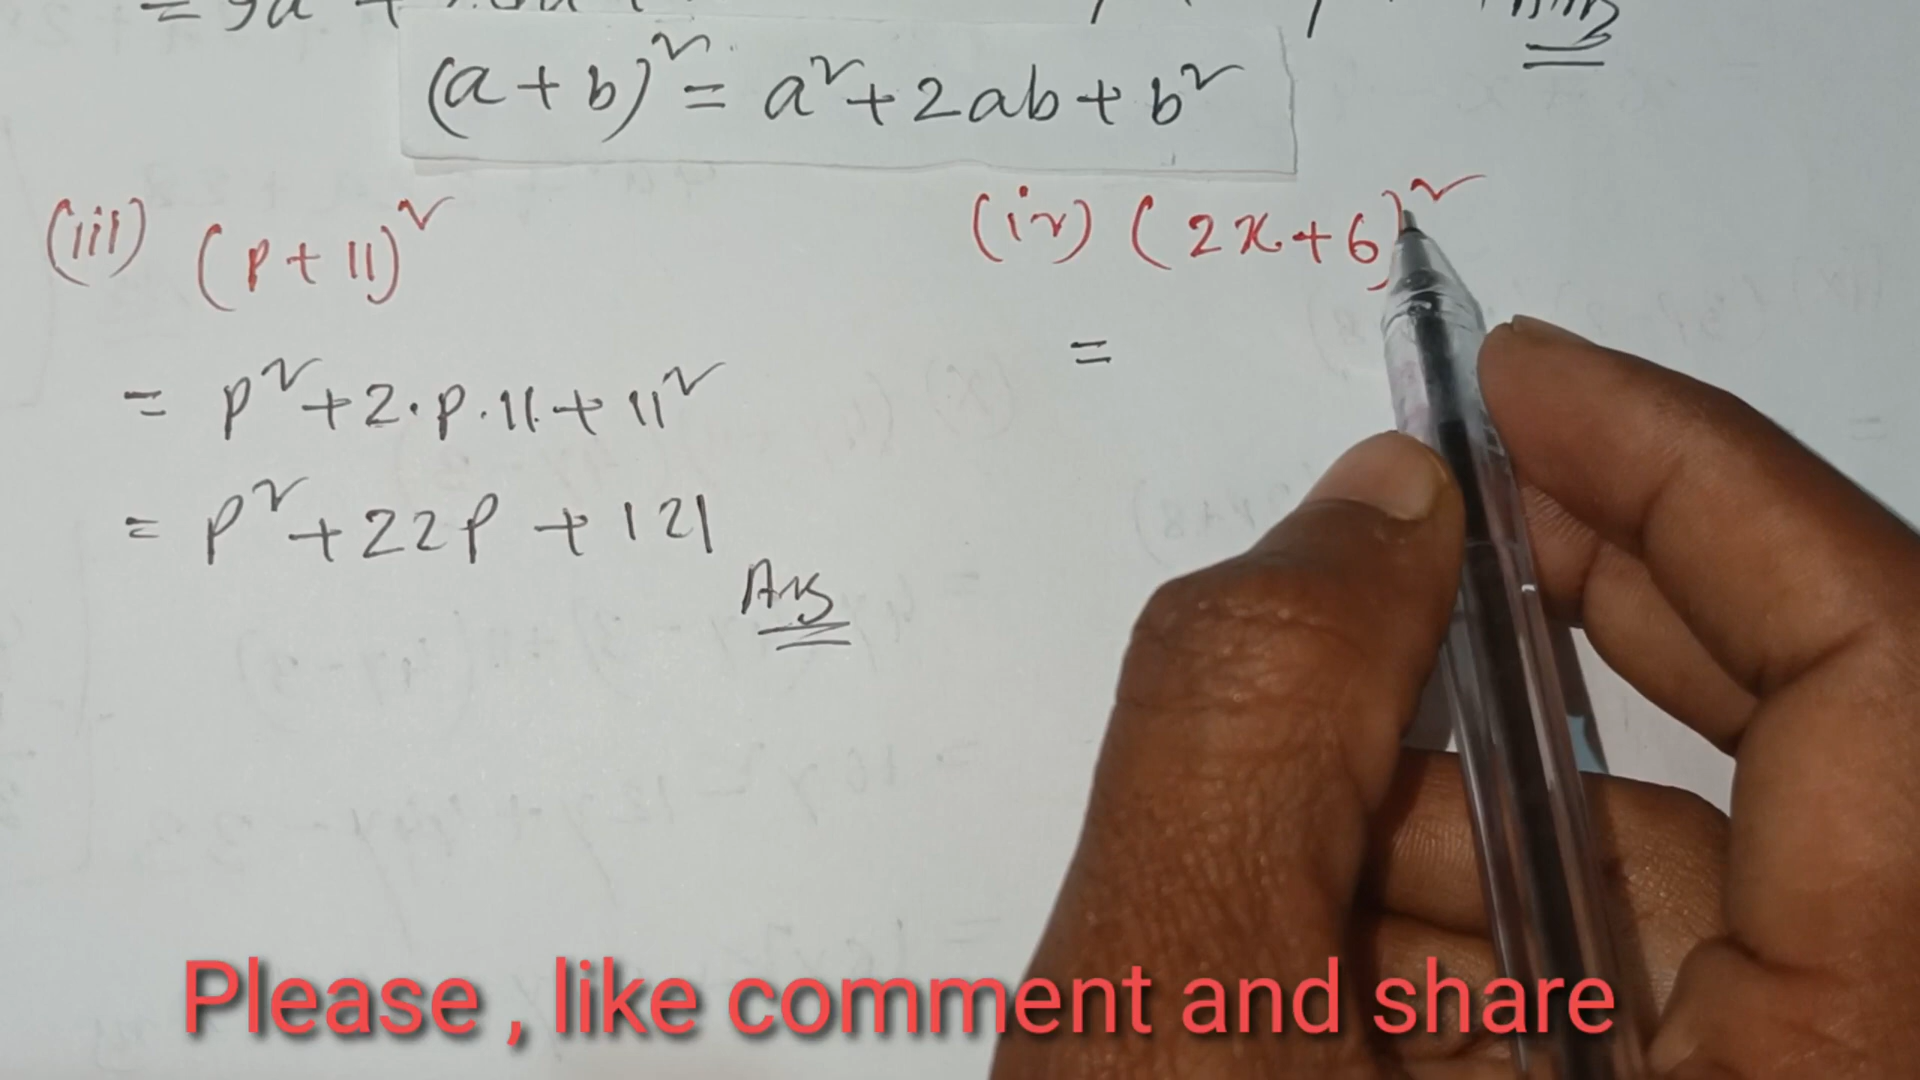 (a + b)² = a² + 2ab + b²
(iii) (p + 11)²
= p² + 2·p·11 + 11²
= p² + 22p + 121
Ans
(iv) (2x + 6)²
=
Please , like comment and share